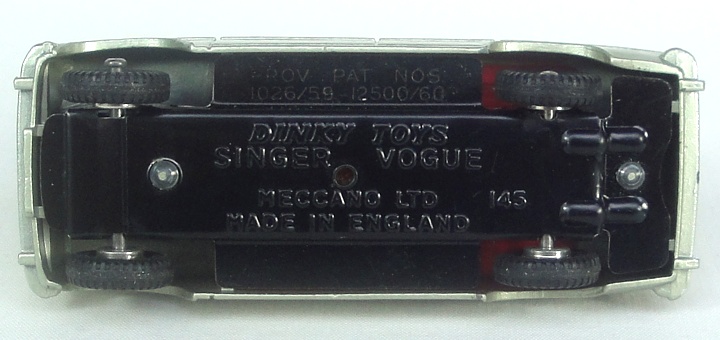 PROV PAT NOS
1026/59-12500/60
DINKY TOYS
SINGER VOGUE
MECCANO LTD 145
MADE IN ENGLAND